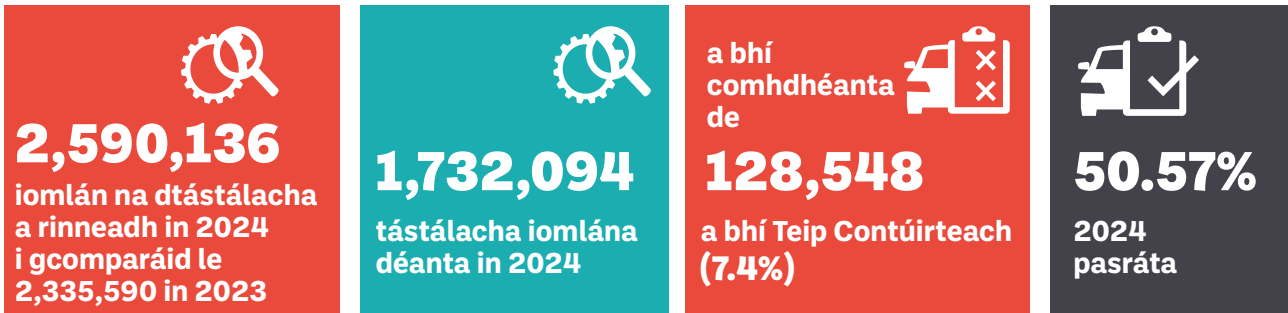 2,590,136
iomlán na dtástálacha
a rinneadh in 2024
i gcomparáid le
2,335,590 in 2023
1,732,094
tástálacha iomlána
déanta in 2024
a bhí
comhdhéanta
de
128,548
a bhí Teip Contúirteach
(7.4%)
50.57%
2024
pasráta